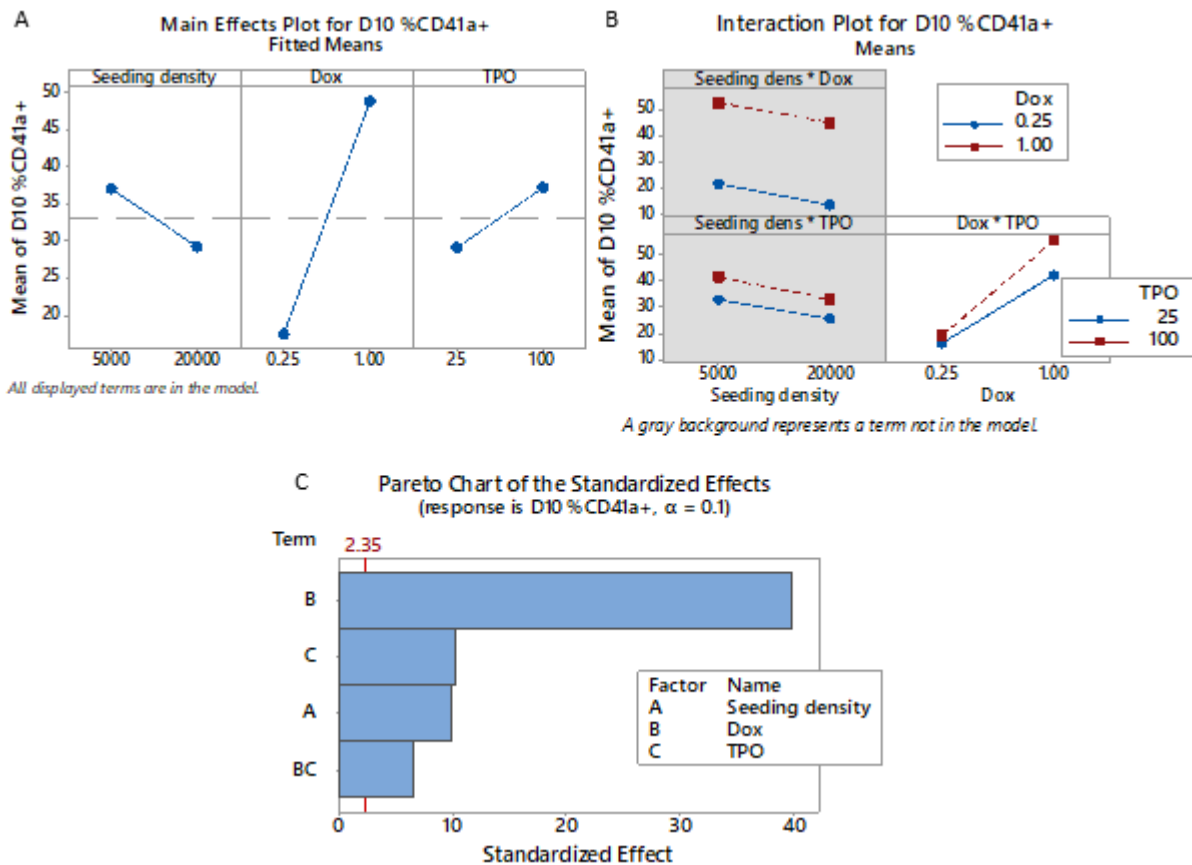 A
Main Effects Plot for D10 %CD41a+
Fitted Means
Seeding density Dox TPO
Mean of D10 %CD41a+
50
45
40
35
30
25
20
5000 20000 0.25 1.00 25 100
All displayed terms are in the model.
B
Interaction Plot for D10 %CD41a+
Means
Seeding dens * Dox
Mean of D10 %CD41a+
50
40
30
20
10
Dox
0.25
1.00
Seeding dens * TPO Dox * TPO
50
40
30
20
10
TPO
25
100
5000 20000 0.25 1.00
Seeding density Dox
A gray background represents a term not in the model.
C
Pareto Chart of the Standardized Effects
(response is D10 %CD41a+, α = 0.1)
Term 2.35
B
C
A
BC
Factor Name
A Seeding density
B Dox
C TPO
0 10 20 30 40
Standardized Effect